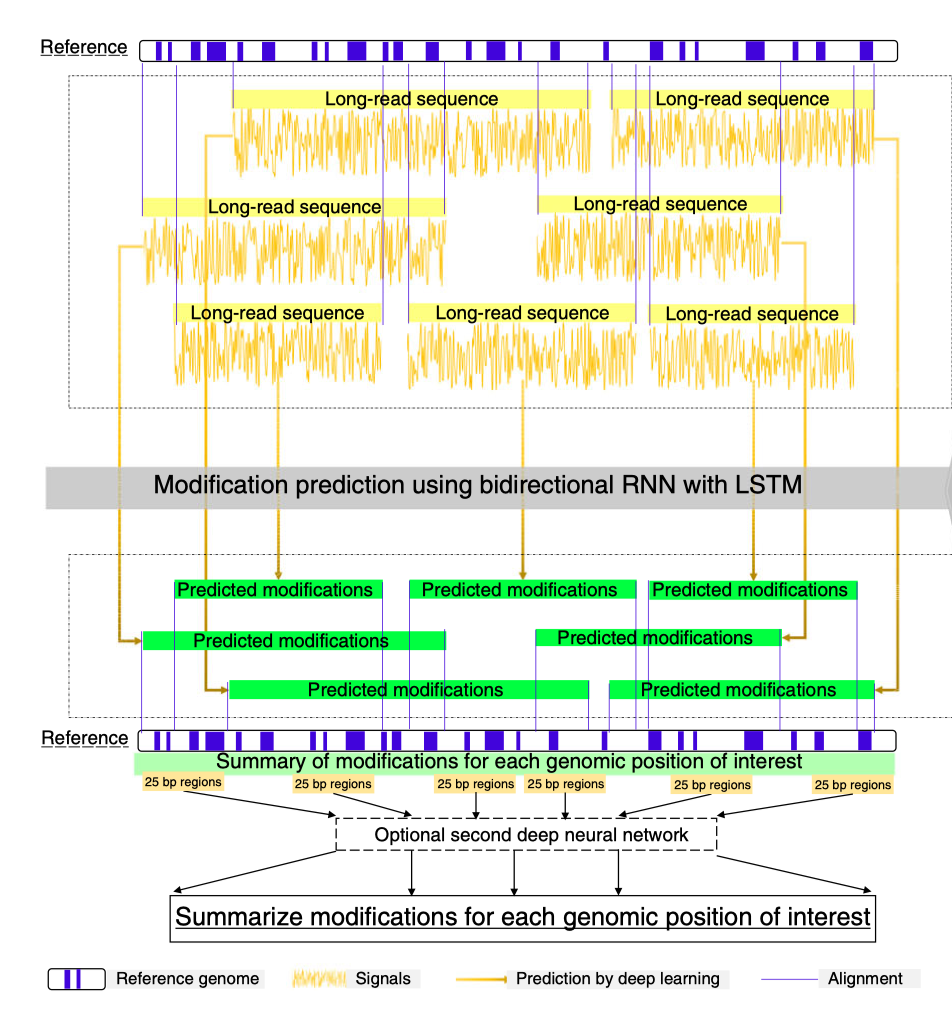 Reference
Long-read sequence
Long-read sequence
Long-read sequence
Long-read sequence
Long-read sequence
Long-read sequence
Long-read sequence
Modification prediction using bidirectional RNN with LSTM
Predicted modifications
Predicted modifications
Predicted modifications
Predicted modifications
Predicted modifications
Predicted modifications
Predicted modifications
Reference
Summary of modifications for each genomic position of interest
25 bp regions
25 bp regions
25 bp regions
25 bp regions
25 bp regions
25 bp regions
Optional second deep neural network
Summarize modifications for each genomic position of interest
Reference genome
Signals
Prediction by deep learning
Alignment